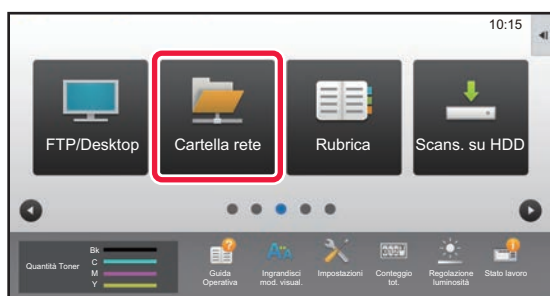 10:15
FTP/Desktop
Cartella rete
Rubrica
Scans. su HDD
Quantità Toner
Bk
C
M
Y
Guida
Operativa
Ingrandisci
mod. visual.
Impostazioni
Conteggio
tot.
Regolazione
luminosità
Stato lavoro